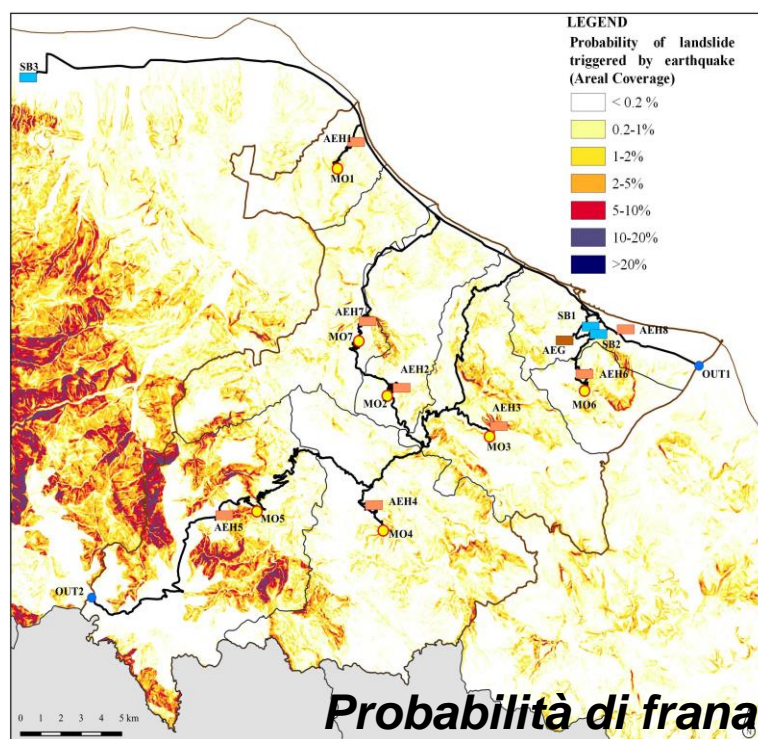 LEGEND
Probability of landslide
triggered by earthquake
(Areal Coverage)
< 0.2 %
0.2-1%
1-2%
2-5%
5-10%
10-20%
>20%
SB3
AEH1
MO1
AEH7
MO7
SB1
AEH8
AEG
SB2
OUT1
AEH2
AEH6
MO2
MO6
AEH3
MO3
AEH4
MO5
AEH5
MO4
OUT2
0 1 2 3 4 5 km
Probabilità di frana
N